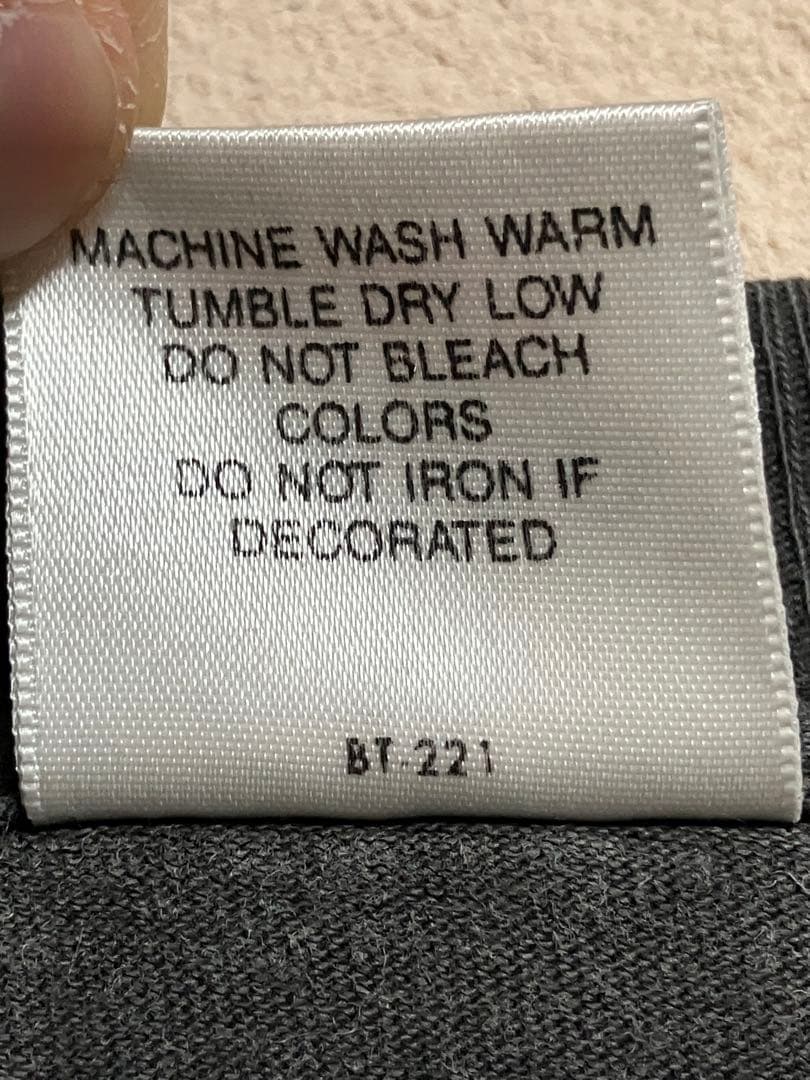 MACHINE WASH WARM
TUMBLE DRY LOW
DO NOT BLEACH
COLORS
DO NOT IRON IF
DECORATED
BT-221